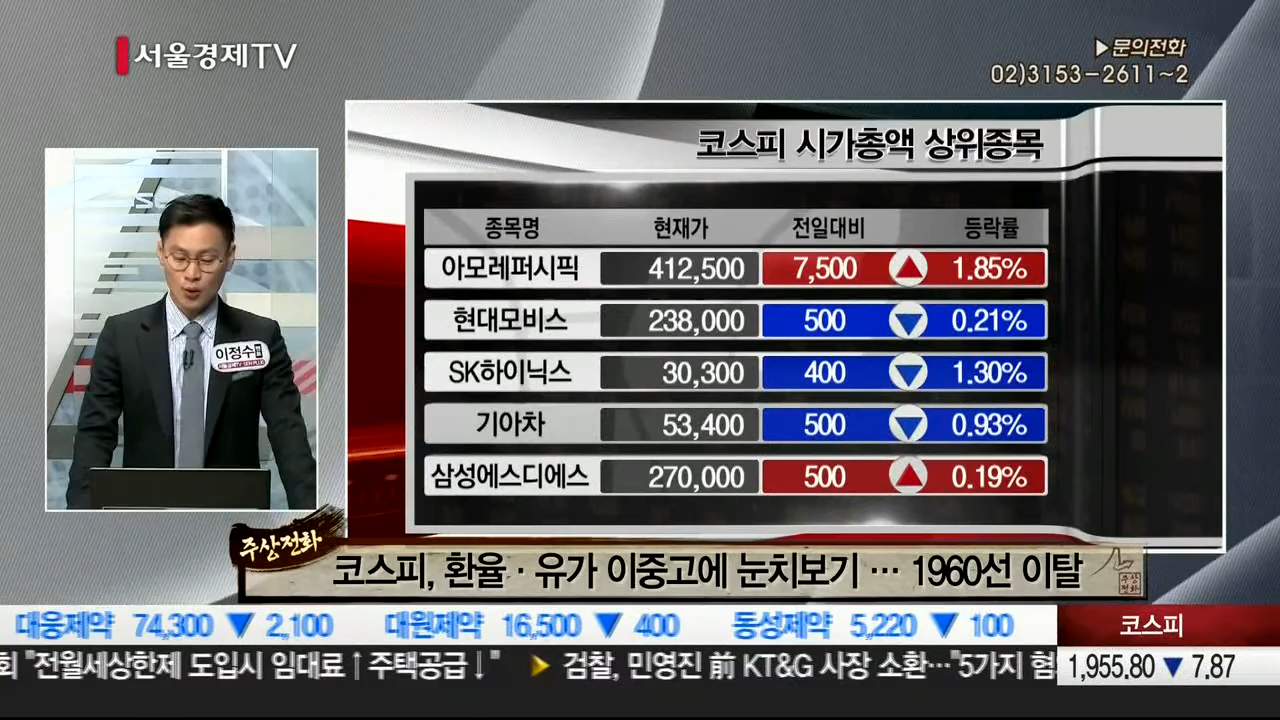 서울경제TV
▶문의전화
02)3153-2611~2
코스피 시가총액 상위종목
종목명 현재가 전일대비 등락률
아모레퍼시픽 412,500 7,500 ▲ 1.85%
현대모비스 238,000 500 ▼ 0.21%
SK하이닉스 30,300 400 ▼ 1.30%
기아차 53,400 500 ▼ 0.93%
삼성에스디에스 270,000 500 ▲ 0.19%
이정수
주상전화
코스피, 환율·유가 이중고에 눈치보기 … 1960선 이탈
대웅제약 74,300 ▼ 2,100 대원제약 16,500 ▼ 400 동성제약 5,220 ▼ 100
코스피
회 "전월세상한제 도입시 임대료↑주택공급↓" ▶ 검찰, 민영진 前 KT&G 사장 소환…"5가지 혐
1,955.80 ▼ 7.87